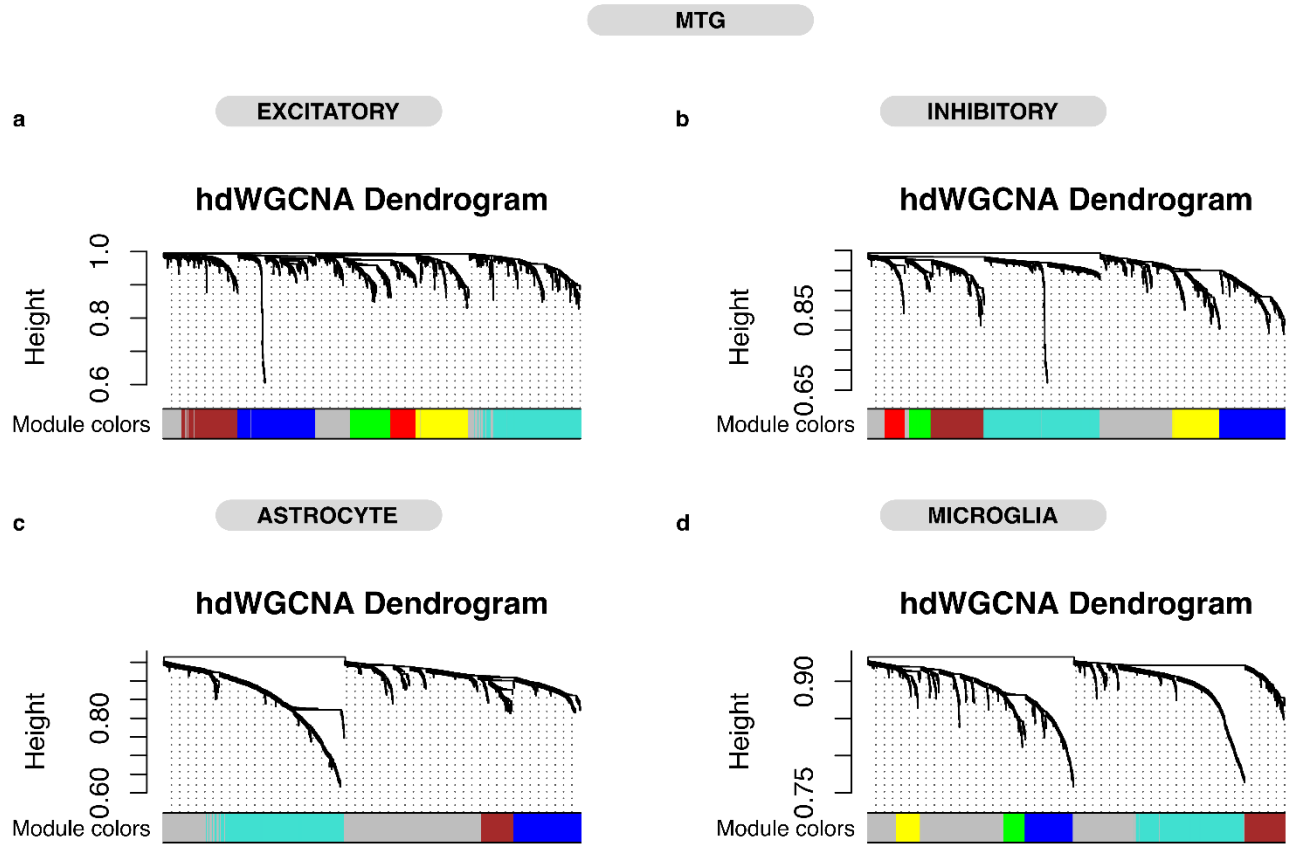 MTG
a
EXCITATORY
b
INHIBITORY
hdWGCNA Dendrogram
hdWGCNA Dendrogram
Height
1.0
0.8
0.6
Module colors
Height
0.85
0.65
Module colors
c
ASTROCYTE
d
MICROGLIA
hdWGCNA Dendrogram
hdWGCNA Dendrogram
Height
0.80
0.60
Module colors
Height
0.90
0.75
Module colors